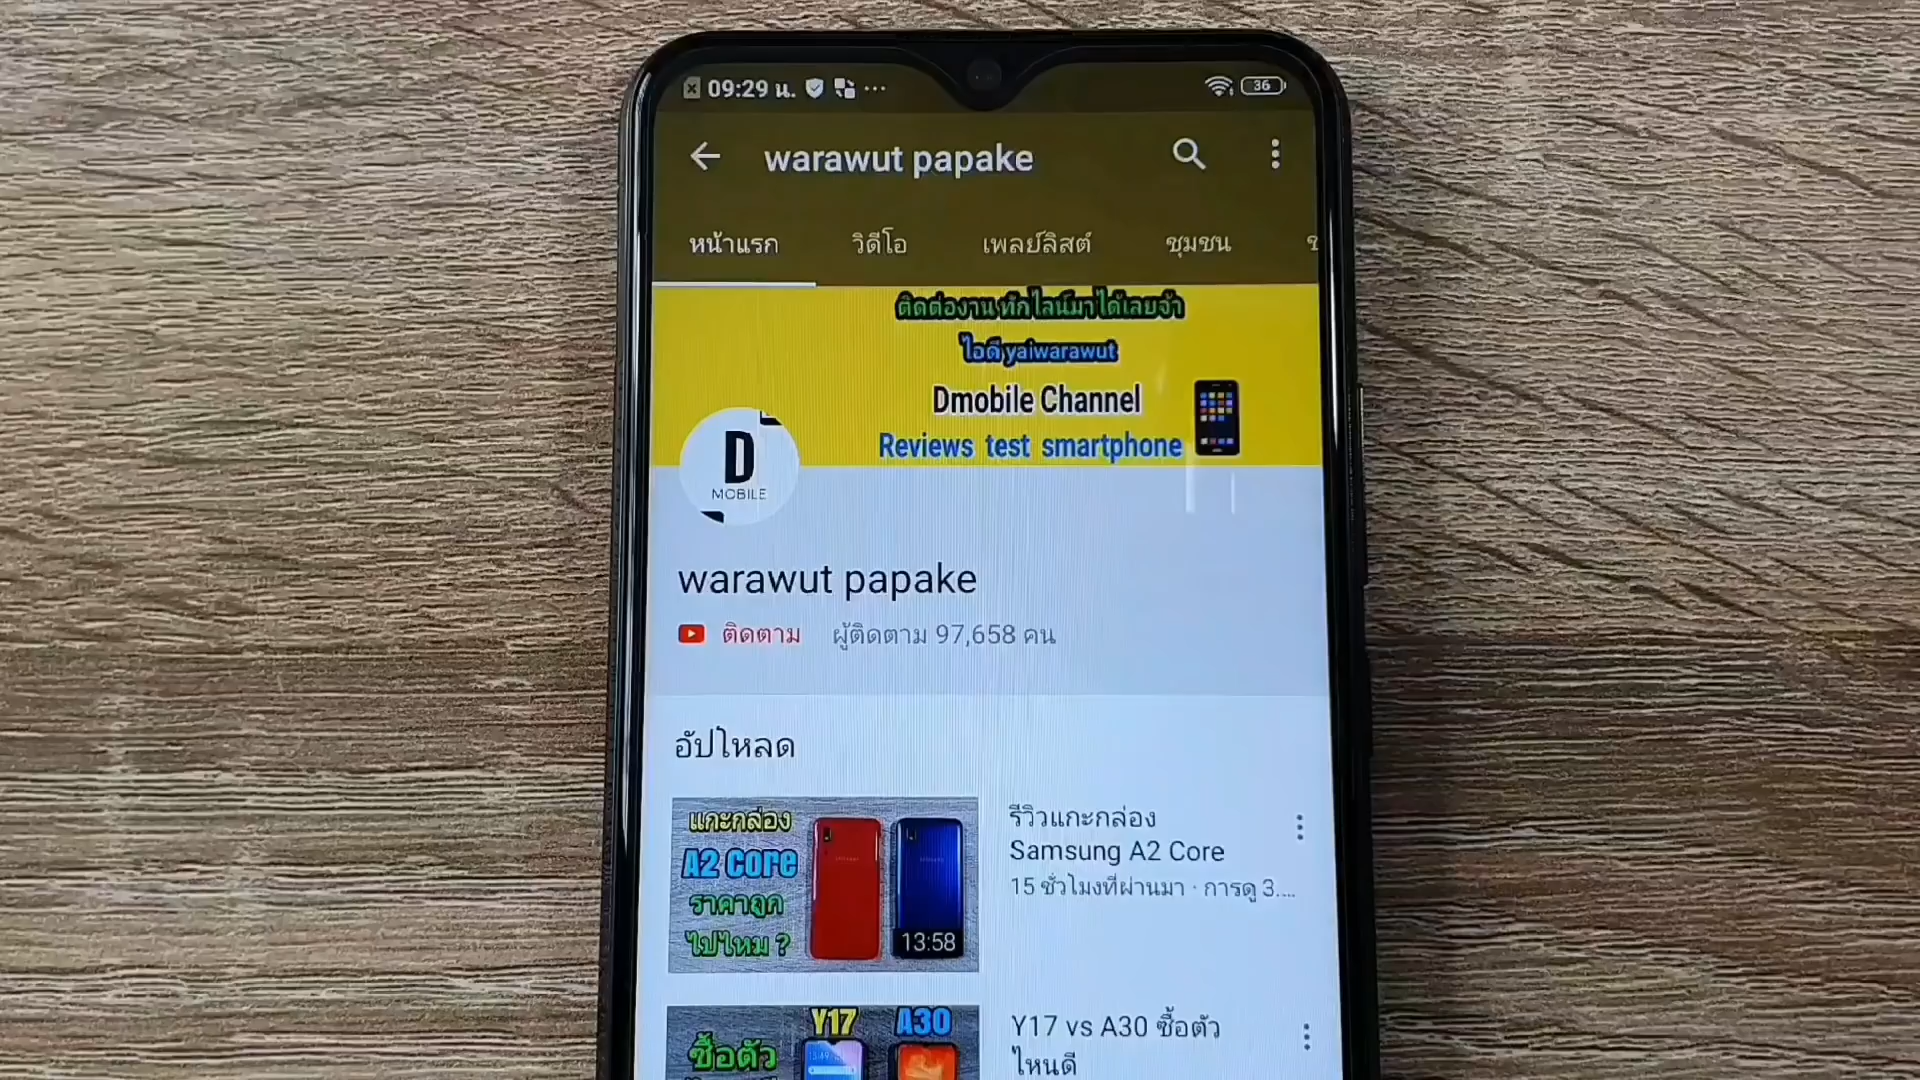 09:29 น.
36
warawut papake
หน้าแรก วิดีโอ เพลย์ลิสต์ ชุมชน
ติดต่องาน ทักไลน์มาได้เลยจ้า
ไอดี yaiwarawut
Dmobile Channel
Reviews test smartphone
D
MOBILE
warawut papake
ติดตาม ผู้ติดตาม 97,658 คน
อัปโหลด
แกะกล่อง
A2 Core
ราคาถูก
ไปไหม ?
13:58
รีวิวแกะกล่อง
Samsung A2 Core
15 ชั่วโมงที่ผ่านมา · การดู 3....
Y17 A30
ซื้อตัว
Y17 vs A30 ซื้อตัว
ไหนดี